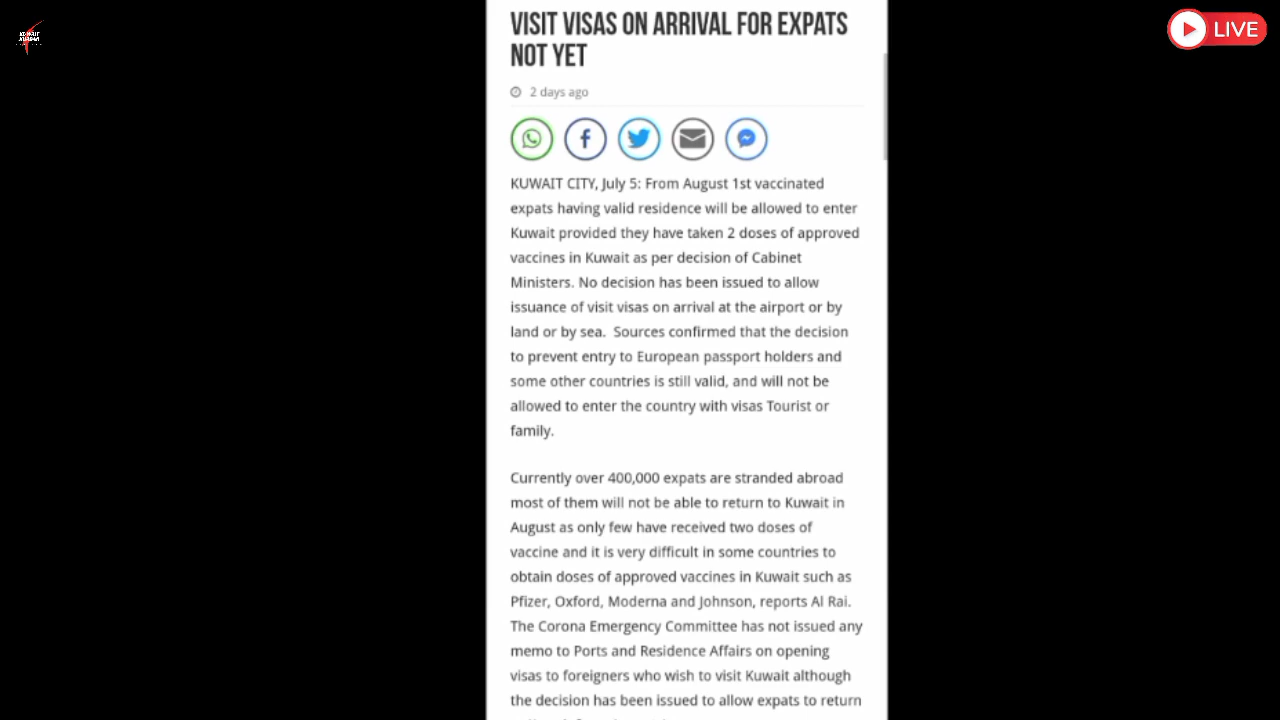 VISIT VISAS ON ARRIVAL FOR EXPATS
NOT YET
2 days ago
LIVE
KUWAIT CITY, July 5: From August 1st vaccinated
expats having valid residence will be allowed to enter
Kuwait provided they have taken 2 doses of approved
vaccines in Kuwait as per decision of Cabinet
Ministers. No decision has been issued to allow
issuance of visit visas on arrival at the airport or by
land or by sea.  Sources confirmed that the decision
to prevent entry to European passport holders and
some other countries is still valid, and will not be
allowed to enter the country with visas Tourist or
family.
Currently over 400,000 expats are stranded abroad
most of them will not be able to return to Kuwait in
August as only few have received two doses of
vaccine and it is very difficult in some countries to
obtain doses of approved vaccines in Kuwait such as
Pfizer, Oxford, Moderna and Johnson, reports Al Rai.
The Corona Emergency Committee has not issued any
memo to Ports and Residence Affairs on opening
visas to foreigners who wish to visit Kuwait although
the decision has been issued to allow expats to return